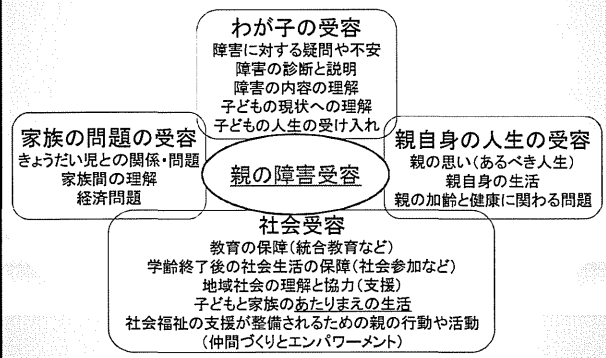 わが子の受容
障害に対する疑問や不安
障害の診断と説明
障害の内容の理解
子どもの現状への理解
子どもの人生の受け入れ
家族の問題の受容
きょうだい児との関係・問題
家族間の理解
経済問題
親の障害受容
親自身の人生の受容
親の思い(あるべき人生)
親自身の生活
親の加齢と健康に関わる問題
社会受容
教育の保障(統合教育など)
学齢終了後の社会生活の保障(社会参加など)
地域社会の理解と協力(支援)
子どもと家族のあたりまえの生活
社会福祉の支援が整備されるための親の行動や活動
(仲間づくりとエンパワーメント)